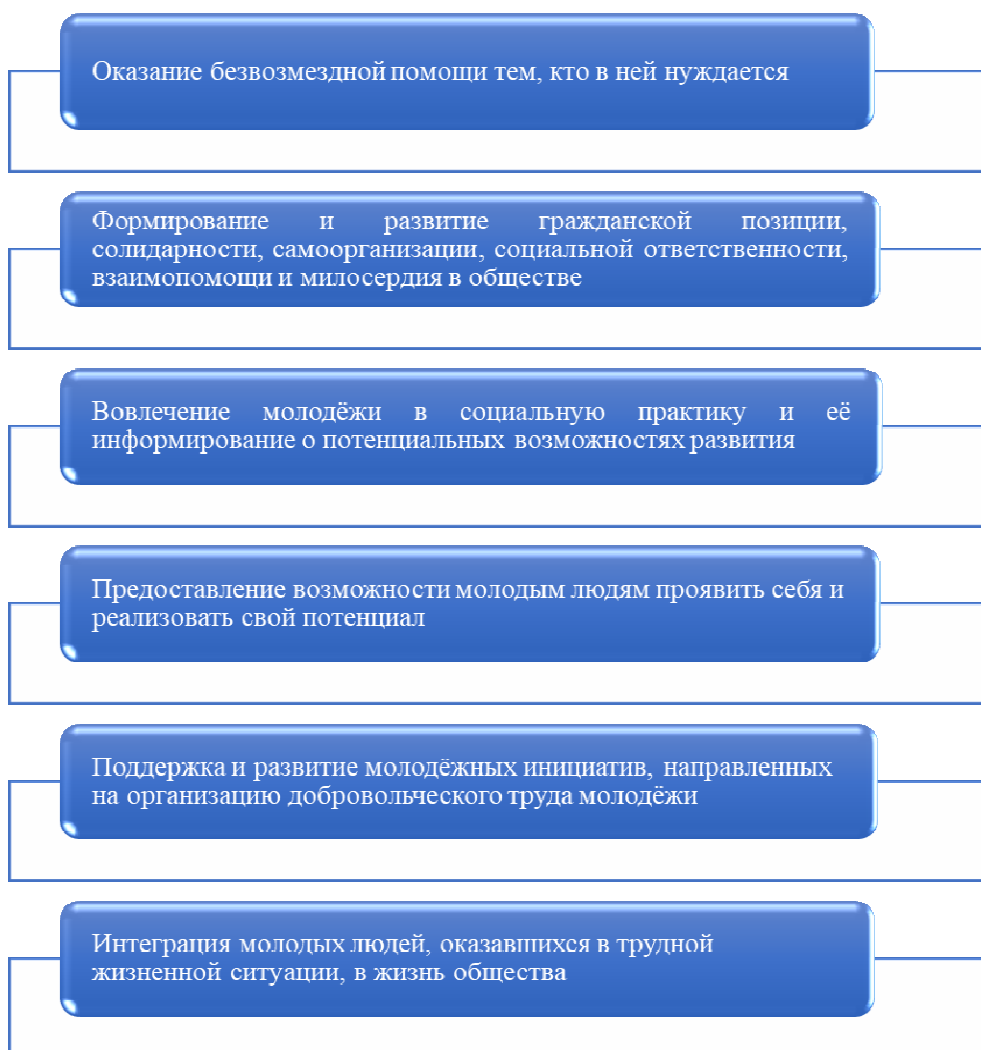 Оказание безвозмездной помощи тем, кто в ней нуждается
Формирование и развитие гражданской позиции,
солидарности, самоорганизации, социальной ответственности,
взаимопомощи и милосердия в обществе
Вовлечение молодёжи в социальную практику и её
информирование о потенциальных возможностях развития
Предоставление возможности молодым людям проявить себя и
реализовать свой потенциал
Поддержка и развитие молодёжных инициатив, направленных
на организацию добровольческого труда молодёжи
Интеграция молодых людей, оказавшихся в трудной
жизненной ситуации, в жизнь общества